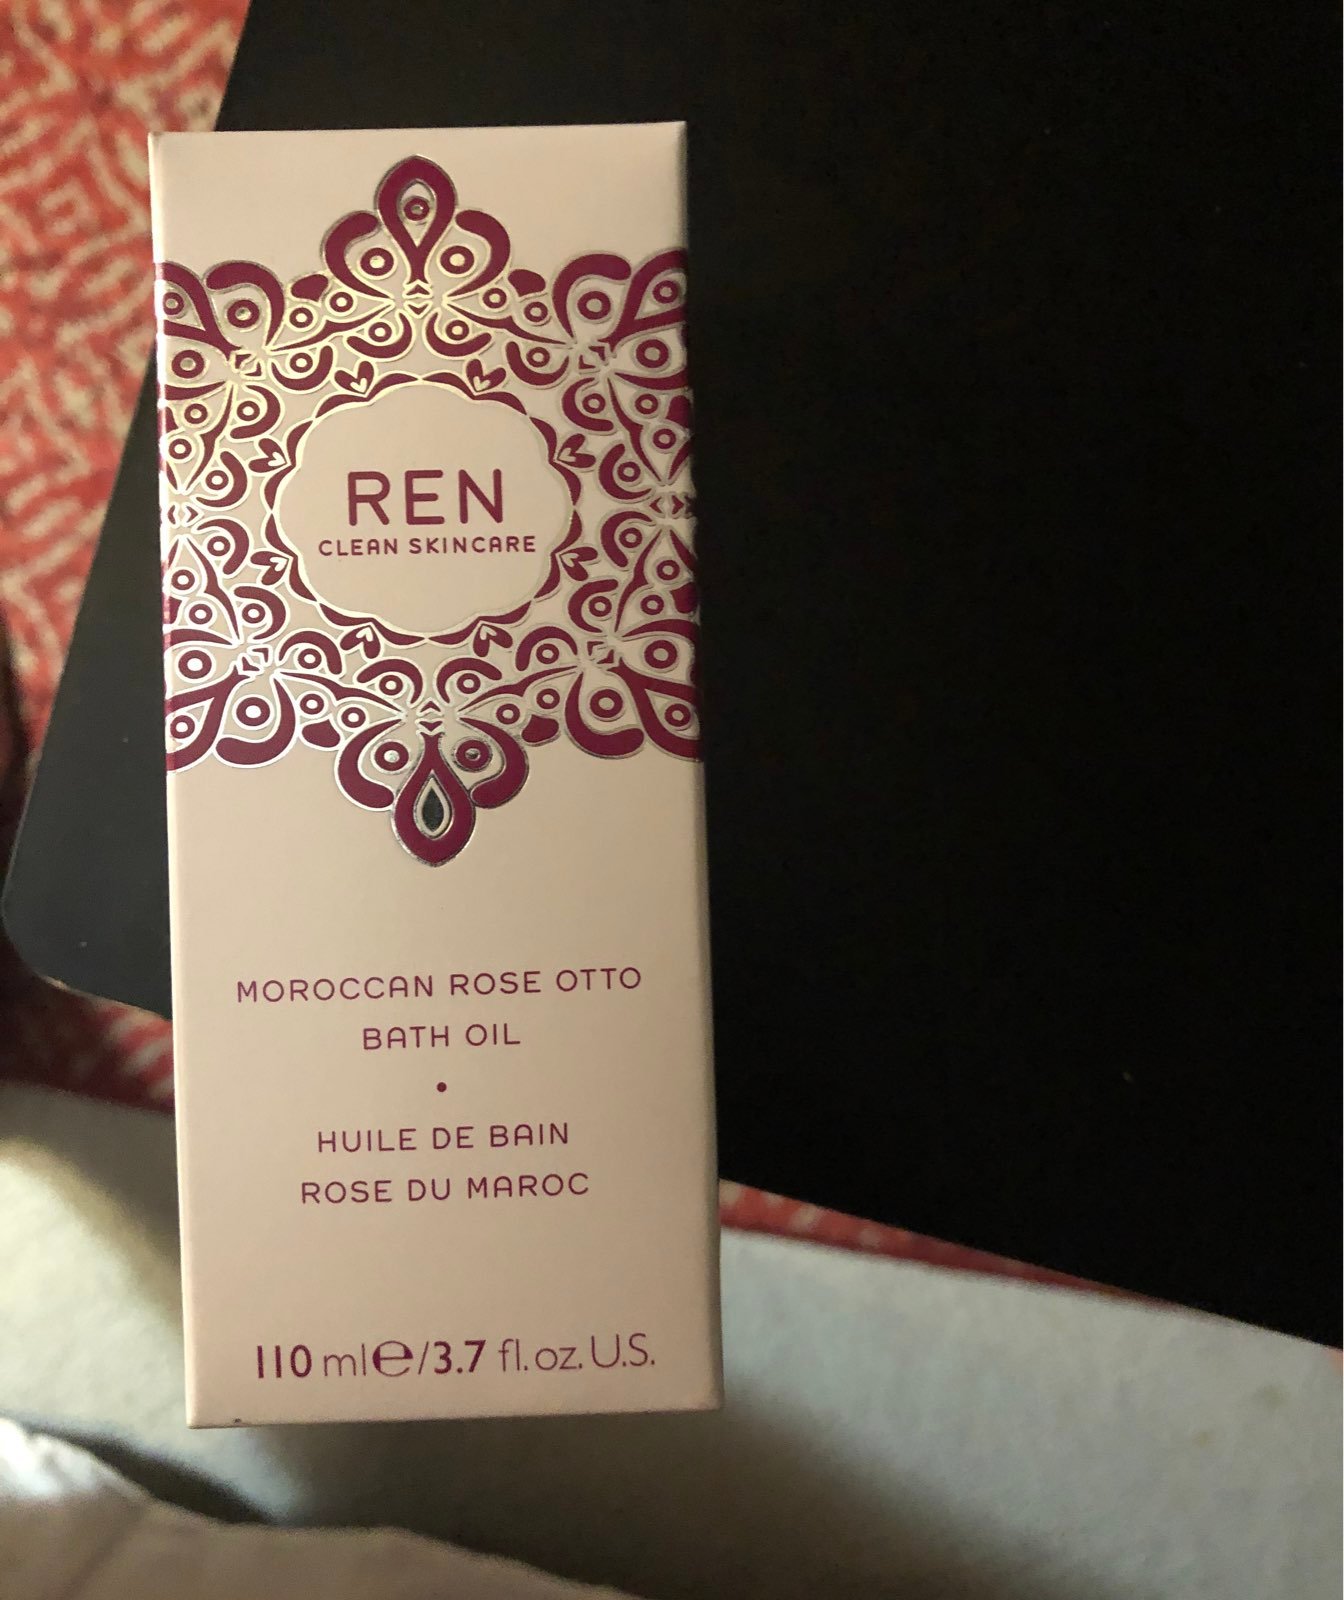 REN
CLEAN SKINCARE
MOROCCAN ROSE OTTO
BATH OIL
•
HUILE DE BAIN
ROSE DU MAROC
110 ml℮/3.7 fl.oz. U.S.